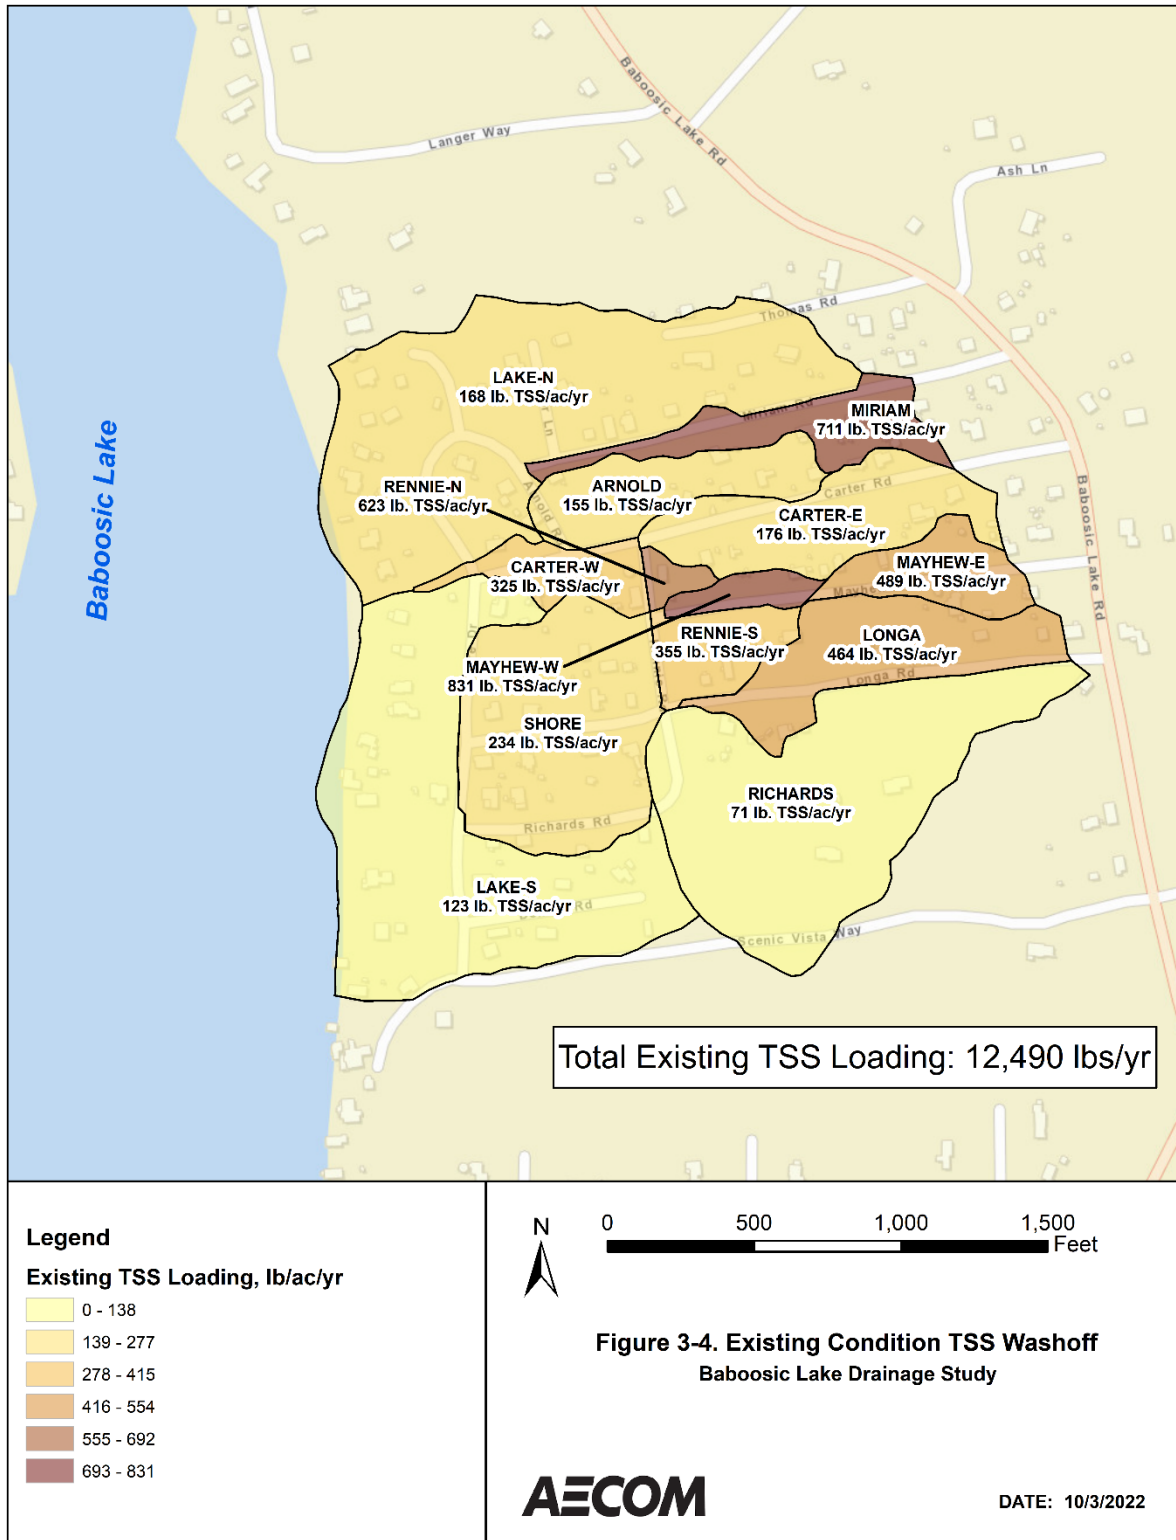 Baboosic Lake Rd
Langer Way
Ash Ln
Thomas Rd
LAKE-N
168 lb. TSS/ac/yr
Miriam Rd
MIRIAM
711 lb. TSS/ac/yr
Baboosic Lake
RENNIE-N
623 lb. TSS/ac/yr
ARNOLD
155 lb. TSS/ac/yr
Arnold R
Carter Rd
CARTER-E
176 lb. TSS/ac/yr
Baboosic Lake Rd
CARTER-W
325 lb. TSS/ac/yr
MAYHEW-E
489 lb. TSS/ac/yr
Mayhe
RENNIE-S
355 lb. TSS/ac/yr
LONGA
464 lb. TSS/ac/yr
MAYHEW-W
831 lb. TSS/ac/yr
Longa Rd
SHORE
234 lb. TSS/ac/yr
RICHARDS
71 lb. TSS/ac/yr
Richards Rd
LAKE-S
123 lb. TSS/ac/yr
Rd
Scenic Vista Way
Total Existing TSS Loading: 12,490 lbs/yr
Legend
Existing TSS Loading, lb/ac/yr
0 - 138
139 - 277
278 - 415
416 - 554
555 - 692
693 - 831
N
0 500 1,000 1,500
Feet
Figure 3-4. Existing Condition TSS Washoff
Baboosic Lake Drainage Study
AECOM
DATE: 10/3/2022